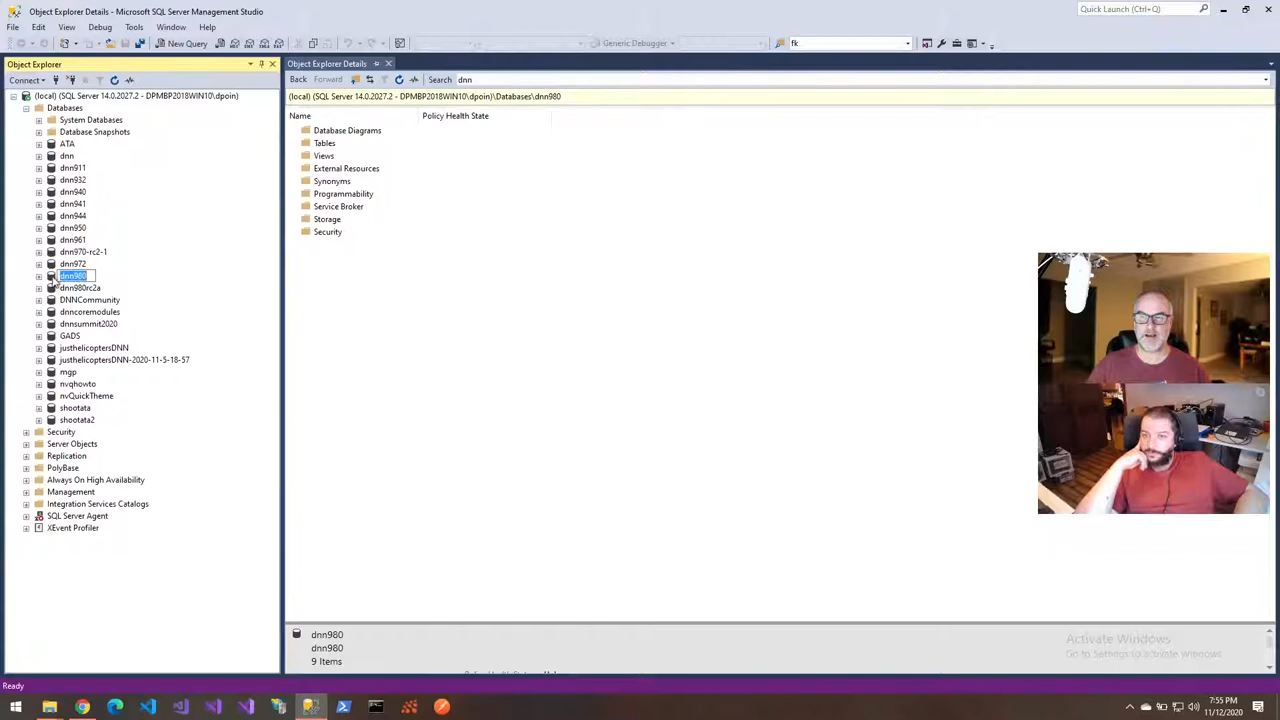 Object Explorer Details - Microsoft SQL Server Management Studio
Quick Launch (Ctrl+Q)
File Edit View Debug Tools Window Help
New Query
Generic Debugger
fk
Object Explorer
Connect
(local) (SQL Server 14.0.2027.2 - DPMBP2018WIN10\dpoin)
Databases
System Databases
Database Snapshots
ATA
dnn
dnn911
dnn932
dnn940
dnn941
dnn944
dnn950
dnn961
dnn970-rc2-1
dnn972
dnn980
dnn980rc2a
DNNCommunity
dnncoremodules
dnnsummit2020
GADS
justhelicoptersDNN
justhelicoptersDNN-2020-11-5-18-57
mgp
nvqhowto
nvQuickTheme
shootata
shootata2
Security
Server Objects
Replication
PolyBase
Always On High Availability
Management
Integration Services Catalogs
SQL Server Agent
XEvent Profiler
Object Explorer Details
Back Forward Search dnn
(local) (SQL Server 14.0.2027.2 - DPMBP2018WIN10\dpoin)\Databases\dnn980
Name Policy Health State
Database Diagrams
Tables
Views
External Resources
Synonyms
Programmability
Service Broker
Storage
Security
dnn980
dnn980
9 Items
Activate Windows
Go to Settings to activate Windows.
Ready
7:55 PM
11/12/2020